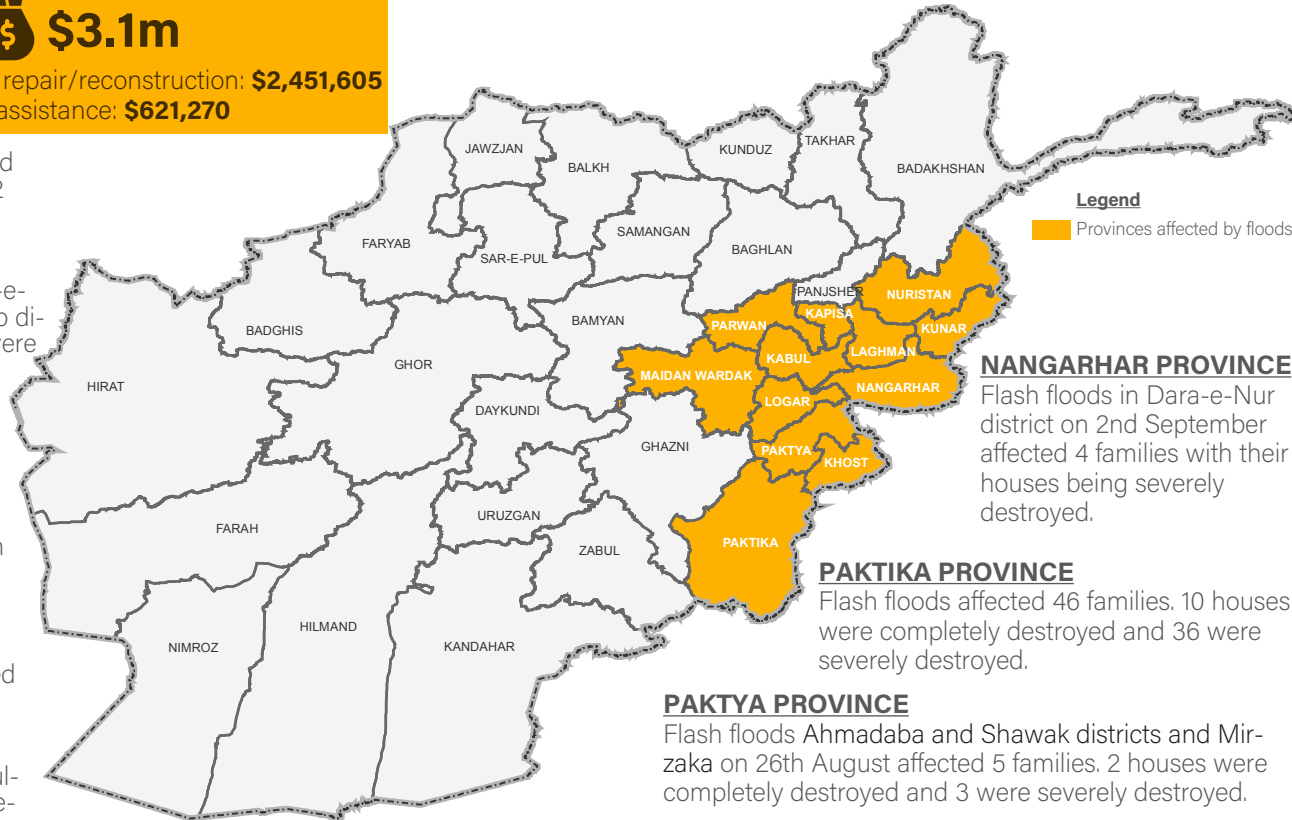 $3.1m
repair/reconstruction: $2,451,605
assistance: $621,270
JAWZJAN
BALKH
KUNDUZ
TAKHAR
BADAKHSHAN
Legend
Provinces affected by floods
FARYAB
SAR-E-PUL
SAMANGAN
BAGHLAN
PANJSHER
NURISTAN
KAPISA
PARWAN
KUNAR
BADGHIS
BAMYAN
KABUL
LAGHMAN
HIRAT
GHOR
MAIDAN WARDAK
NANGARHAR
LOGAR
DAYKUNDI
GHAZNI
PAKTYA
KHOST
URUZGAN
FARAH
ZABUL
PAKTIKA
HILMAND
NIMROZ
KANDAHAR
-e-
o di-
were
NANGARHAR PROVINCE
Flash floods in Dara-e-Nur
district on 2nd September
affected 4 families with their
houses being severely
destroyed.
PAKTIKA PROVINCE
Flash floods affected 46 families. 10 houses
were completely destroyed and 36 were
severely destroyed.
PAKTYA PROVINCE
Flash floods Ahmadaba and Shawak districts and Mir-
zaka on 26th August affected 5 families. 2 houses were
completely destroyed and 3 were severely destroyed.